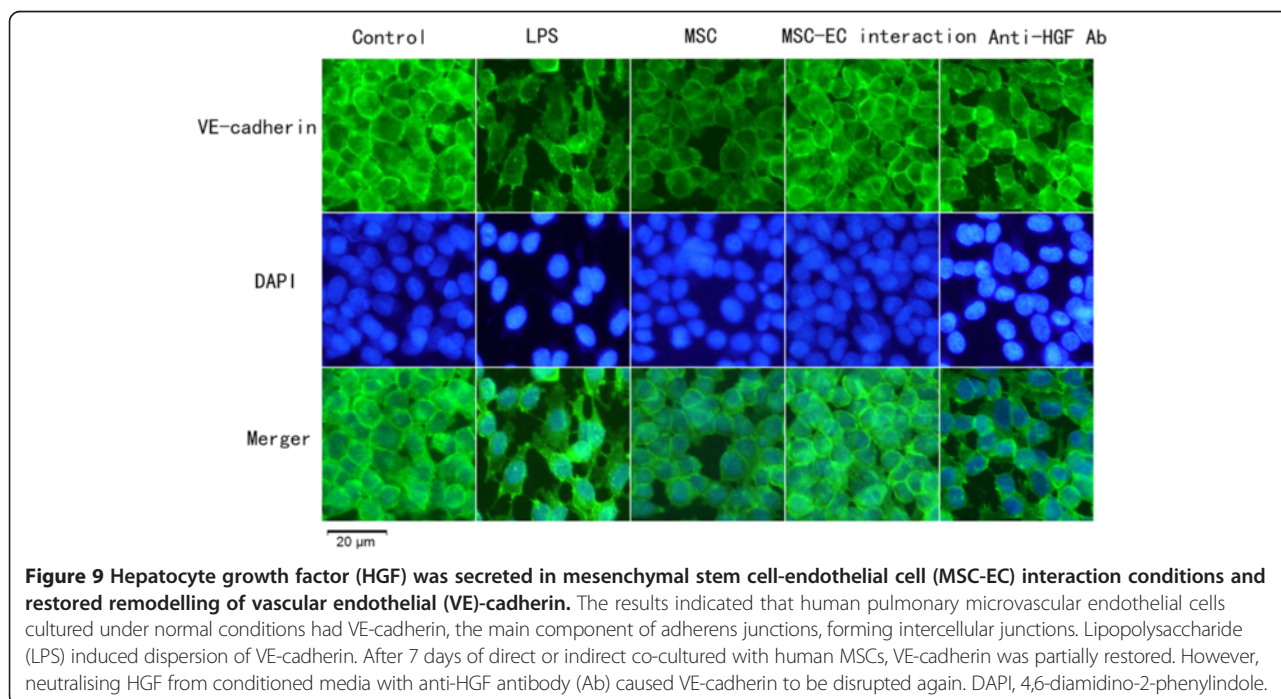 Control LPS MSC MSC-EC interaction Anti-HGF Ab
VE-cadherin
DAPI
Merger
20 μm
Figure 9 Hepatocyte growth factor (HGF) was secreted in mesenchymal stem cell-endothelial cell (MSC-EC) interaction conditions and
restored remodelling of vascular endothelial (VE)-cadherin. The results indicated that human pulmonary microvascular endothelial cells
cultured under normal conditions had VE-cadherin, the main component of adherens junctions, forming intercellular junctions. Lipopolysaccharide
(LPS) induced dispersion of VE-cadherin. After 7 days of direct or indirect co-cultured with human MSCs, VE-cadherin was partially restored. However,
neutralising HGF from conditioned media with anti-HGF antibody (Ab) caused VE-cadherin to be disrupted again. DAPI, 4,6-diamidino-2-phenylindole.